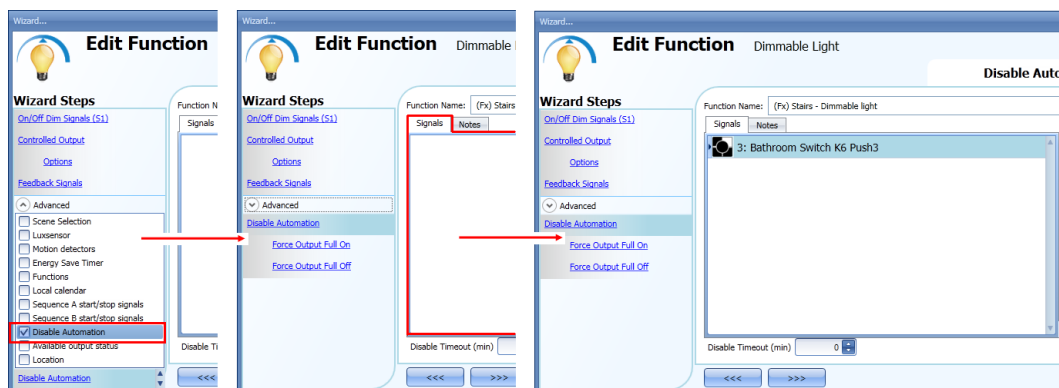 Wizard...
Edit Function
Wizard Steps
On/Off Dim Signals (S1)
Controlled Output
Options
Feedback Signals
Advanced
Scene Selection
Luxsensor
Motion detectors
Energy Save Timer
Functions
Local calendar
Sequence A start/stop signals
Sequence B start/stop signals
Disable Automation
Available output status
Location
Disable Automation
Function N
Signals
Disable Ti
<<<
Wizard...
Edit Function Dimmable
Wizard Steps
On/Off Dim Signals (S1)
Controlled Output
Options
Feedback Signals
Advanced
Disable Automation
Force Output Full On
Force Output Full Off
Function Name: (Fx) Stairs
Signals Notes
Disable Timeout (min)
<<< >>>
Wizard...
Edit Function Dimmable Light
Disable Auto
Wizard Steps
On/Off Dim Signals (S1)
Controlled Output
Options
Feedback Signals
Advanced
Disable Automation
Force Output Full On
Force Output Full Off
Function Name: (Fx) Stairs - Dimmable light
Signals Notes
3: Bathroom Switch K6 Push3
Disable Timeout (min) 0
<<< >>>